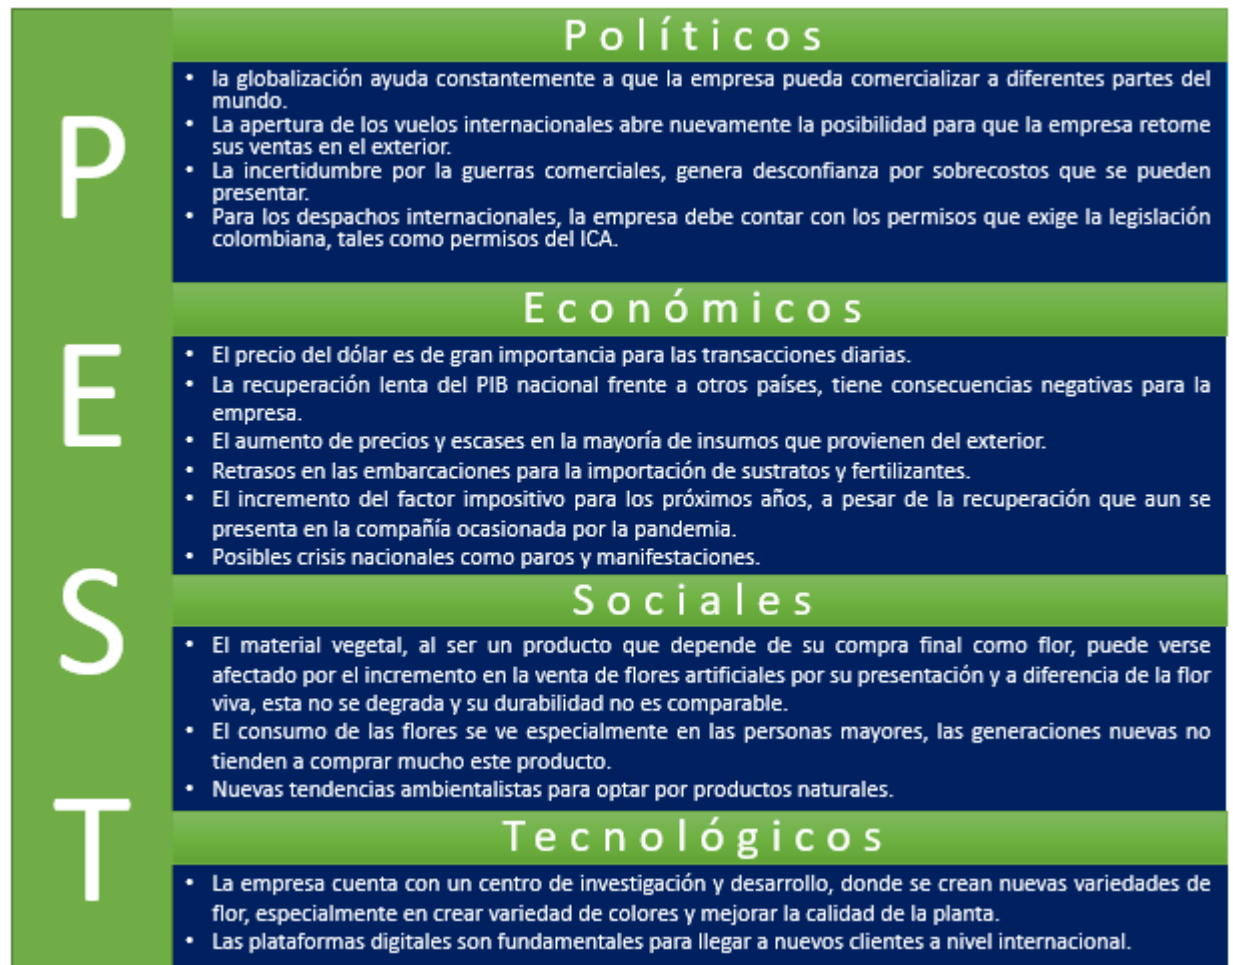 P
E
S
T
Políticos
• la globalización ayuda constantemente a que la empresa pueda comercializar a diferentes partes del
mundo.
• La apertura de los vuelos internacionales abre nuevamente la posibilidad para que la empresa retome
sus ventas en el exterior.
• La incertidumbre por la guerras comerciales, genera desconfianza por sobrecostos que se pueden
presentar.
• Para los despachos internacionales, la empresa debe contar con los permisos que exige la legislación
colombiana, tales como permisos del ICA.
Económicos
• El precio del dólar es de gran importancia para las transacciones diarias.
• La recuperación lenta del PIB nacional frente a otros países, tiene consecuencias negativas para la
empresa.
• El aumento de precios y escases en la mayoría de insumos que provienen del exterior.
• Retrasos en las embarcaciones para la importación de sustratos y fertilizantes.
• El incremento del factor impositivo para los próximos años, a pesar de la recuperación que aun se
presenta en la compañía ocasionada por la pandemia.
• Posibles crisis nacionales como paros y manifestaciones.
Sociales
• El material vegetal, al ser un producto que depende de su compra final como flor, puede verse
afectado por el incremento en la venta de flores artificiales por su presentación y a diferencia de la flor
viva, esta no se degrada y su durabilidad no es comparable.
• El consumo de las flores se ve especialmente en las personas mayores, las generaciones nuevas no
tienden a comprar mucho este producto.
• Nuevas tendencias ambientalistas para optar por productos naturales.
Tecnológicos
• La empresa cuenta con un centro de investigación y desarrollo, donde se crean nuevas variedades de
flor, especialmente en crear variedad de colores y mejorar la calidad de la planta.
• Las plataformas digitales son fundamentales para llegar a nuevos clientes a nivel internacional.